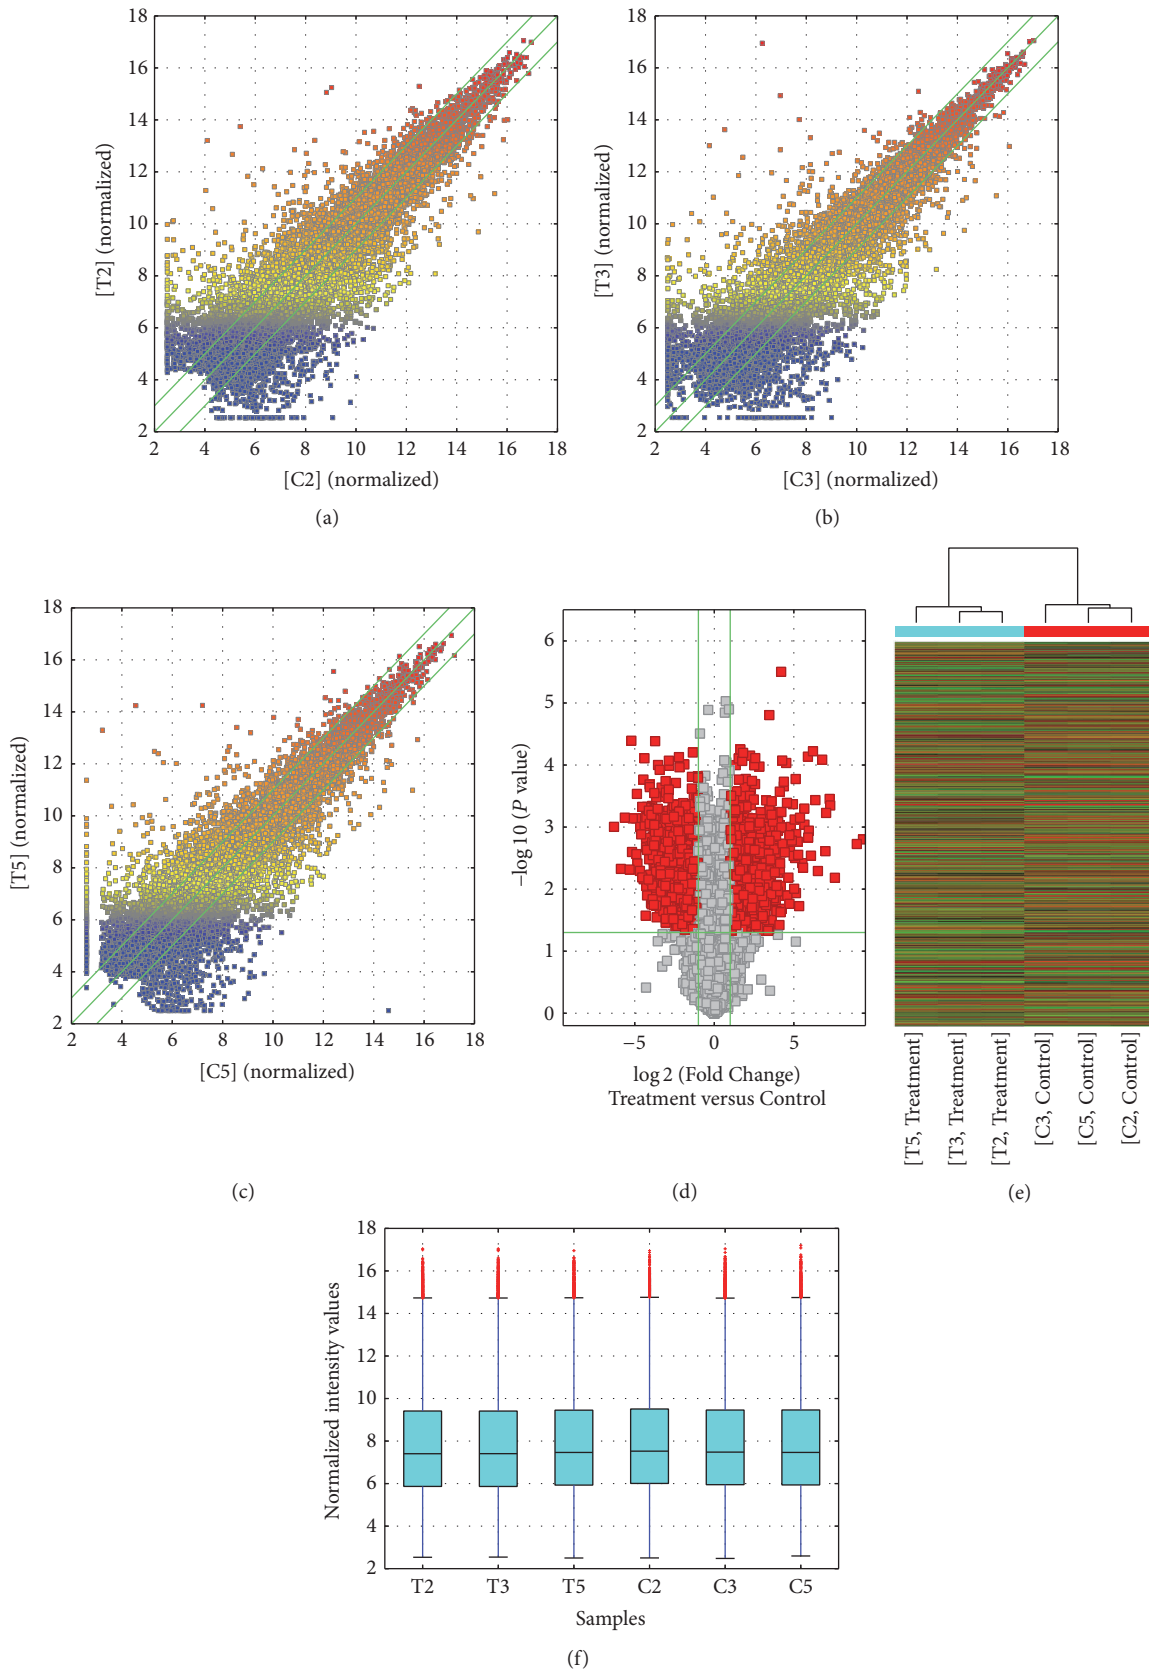 18
16
14
12
10
8
6
4
2
[T2] (normalized)
2 4 6 8 10 12 14 16 18
[C2] (normalized)
(a)
18
16
14
12
10
8
6
4
2
[T3] (normalized)
2 4 6 8 10 12 14 16 18
[C3] (normalized)
(b)
18
16
14
12
10
8
6
4
2
[T5] (normalized)
2 4 6 8 10 12 14 16 18
[C5] (normalized)
(c)
6
5
4
3
2
1
0
−log 10 (P value)
−5 0 5
log 2 (Fold Change)
Treatment versus Control
(d)
[T5, Treatment]
[T3, Treatment]
[T2, Treatment]
[C3, Control]
[C5, Control]
[C2, Control]
(e)
18
16
14
12
10
8
6
4
2
Normalized intensity values
T2 T3 T5 C2 C3 C5
Samples
(f)